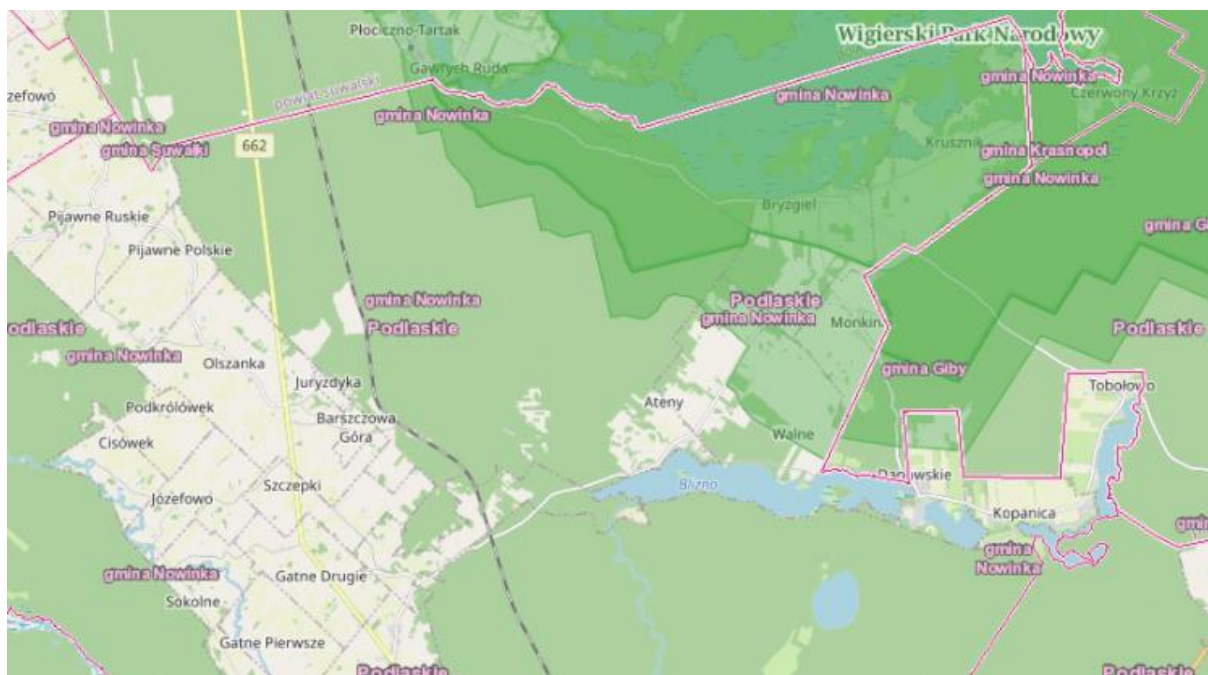 Płociczno-Tartak
Wigierski Park Narodowy
Gawrych Ruda
powiat suwalski
gmina Nowinka
gmina Nowinka
Czerwony Krzyż
zefowo
gmina Nowinka
gmina Nowinka
gmina Suwałki
662
Krusznik
gmina Krasnopol
gmina Nowinka
Bryzgiel
Pijawne Ruskie
gmina G
Pijawne Polskie
gmina Nowinka
Podlaskie
gmina Nowinka
odlaskie
Podlaskie
Monkin
Podlaskie
gmina Nowinka
Olszanka
gmina Giby
Juryzdyka
Tobołowo
Podkrólówek
Ateny
Barszczowa
Góra
Cisówek
Walne
Danowskie
Blizno
Józefowo
Szczepki
Kopanica
gmin
gmina
Nowinka
gmina Nowinka
Gatne Drugie
Sokolne
Gatne Pierwsze
Podlaskie
Podlaskie